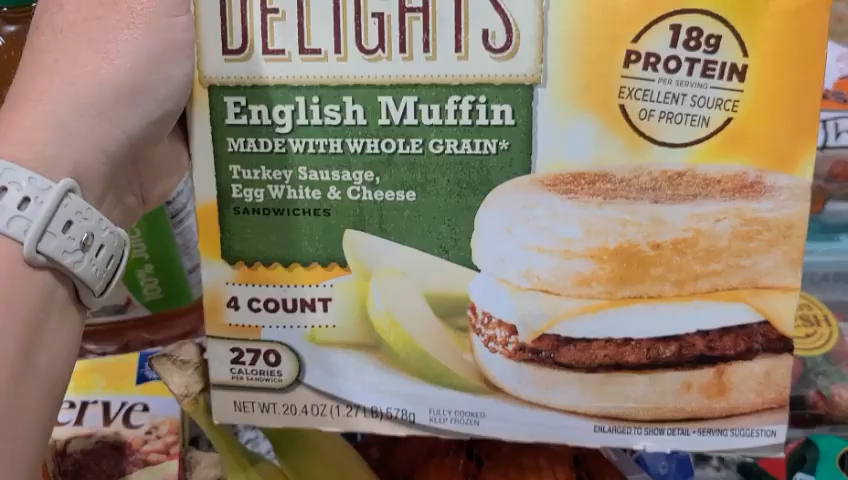 DELIGHTS
18g
PROTEIN
PER SERVING
EXCELLENT SOURCE
OF PROTEIN
English Muffin
MADE WITH WHOLE GRAIN*
Turkey Sausage,
Egg White & Cheese
SANDWICHES
4 COUNT
270
CALORIES
PER SANDWICH
NET WT. 20.4 OZ (1.27 LB) 578g
FULLY COOKED
KEEP FROZEN
ENLARGED TO SHOW DETAIL • SERVING SUGGESTION
100%
erve